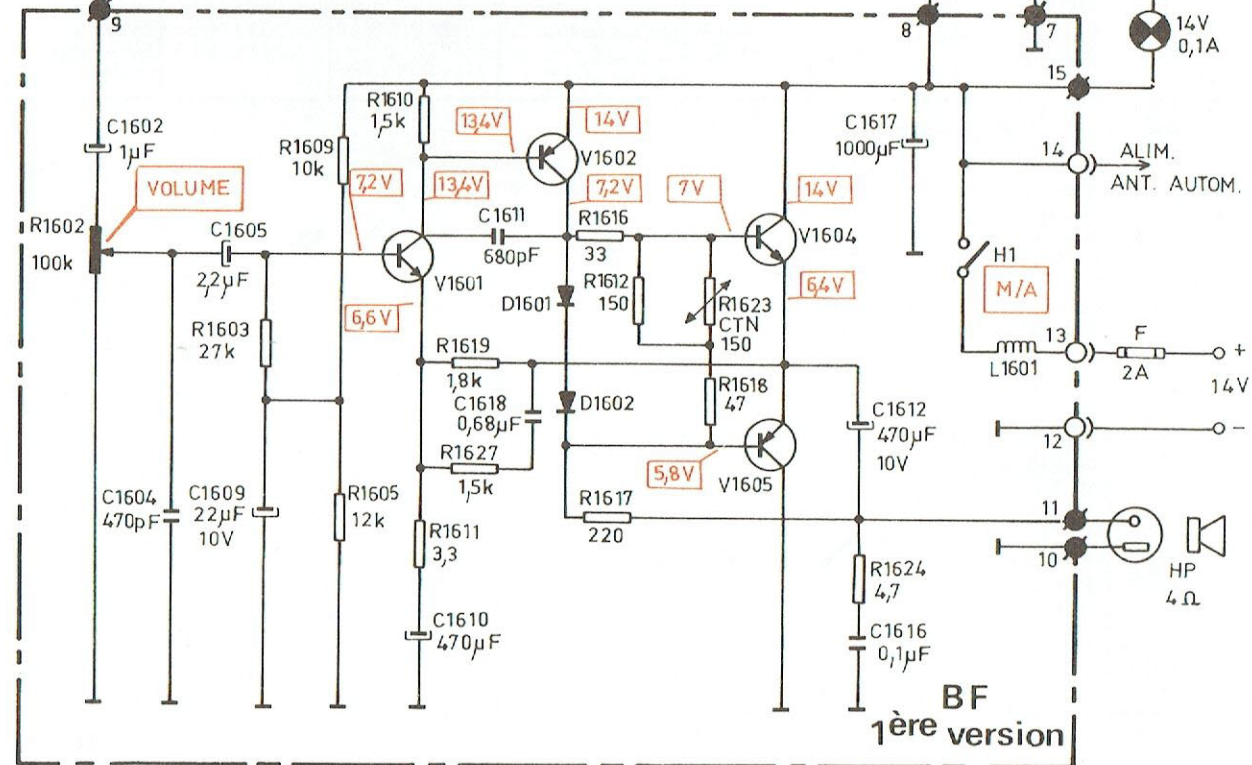 9
8
7
14V
0,1A
15
C1602
1µF
R1610
1,5k
R1609
10k
13,4V
14V
V1602
C1617
1000µF
14
ALIM.
ANT. AUTOM.
VOLUME
7,2V
13,4V
7,2V
7V
14V
R1602
100k
C1605
2,2µF
C1611
680pF
R1616
33
V1604
V1601
H1
M/A
R1612
150
D1601
R1623
CTN
150
6,4V
6,6V
R1603
27k
R1619
1,8k
L1601
13
F
2A
+
14V
C1618
0,68µF
D1602
R1618
47
C1612
470µF
10V
12
-
R1627
1,5k
5,8V
V1605
C1604
470pF
C1609
22µF
10V
R1605
12k
R1617
220
11
R1611
3,3
10
HP
4Ω
R1624
4,7
C1610
470µF
C1616
0,1µF
BF
1ère version